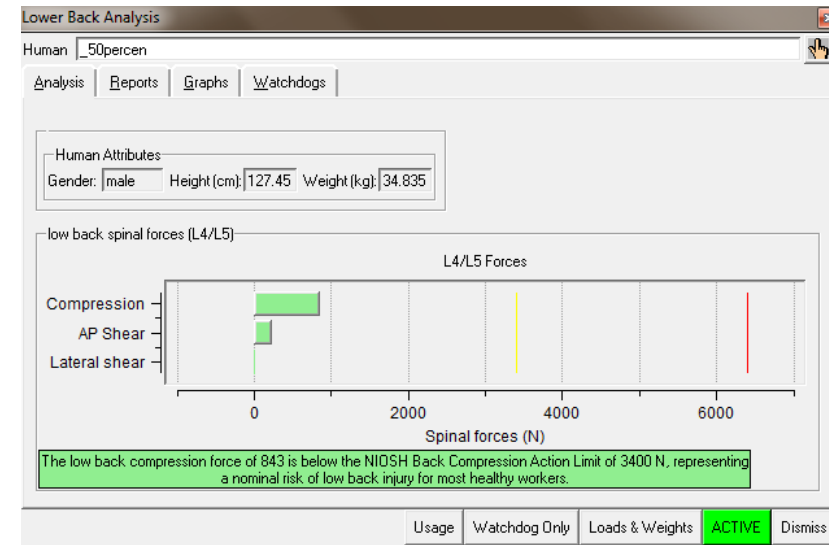 Lower Back Analysis
Human _50percen
Analysis Reports Graphs Watchdogs
Human Attributes
Gender: male Height (cm): 127.45 Weight (kg): 34.835
low back spinal forces (L4/L5)
L4/L5 Forces
Compression
AP Shear
Lateral shear
0 2000 4000 6000
Spinal forces (N)
The low back compression force of 843 is below the NIOSH Back Compression Action Limit of 3400 N, representing
a nominal risk of low back injury for most healthy workers.
Usage Watchdog Only Loads & Weights ACTIVE Dismiss